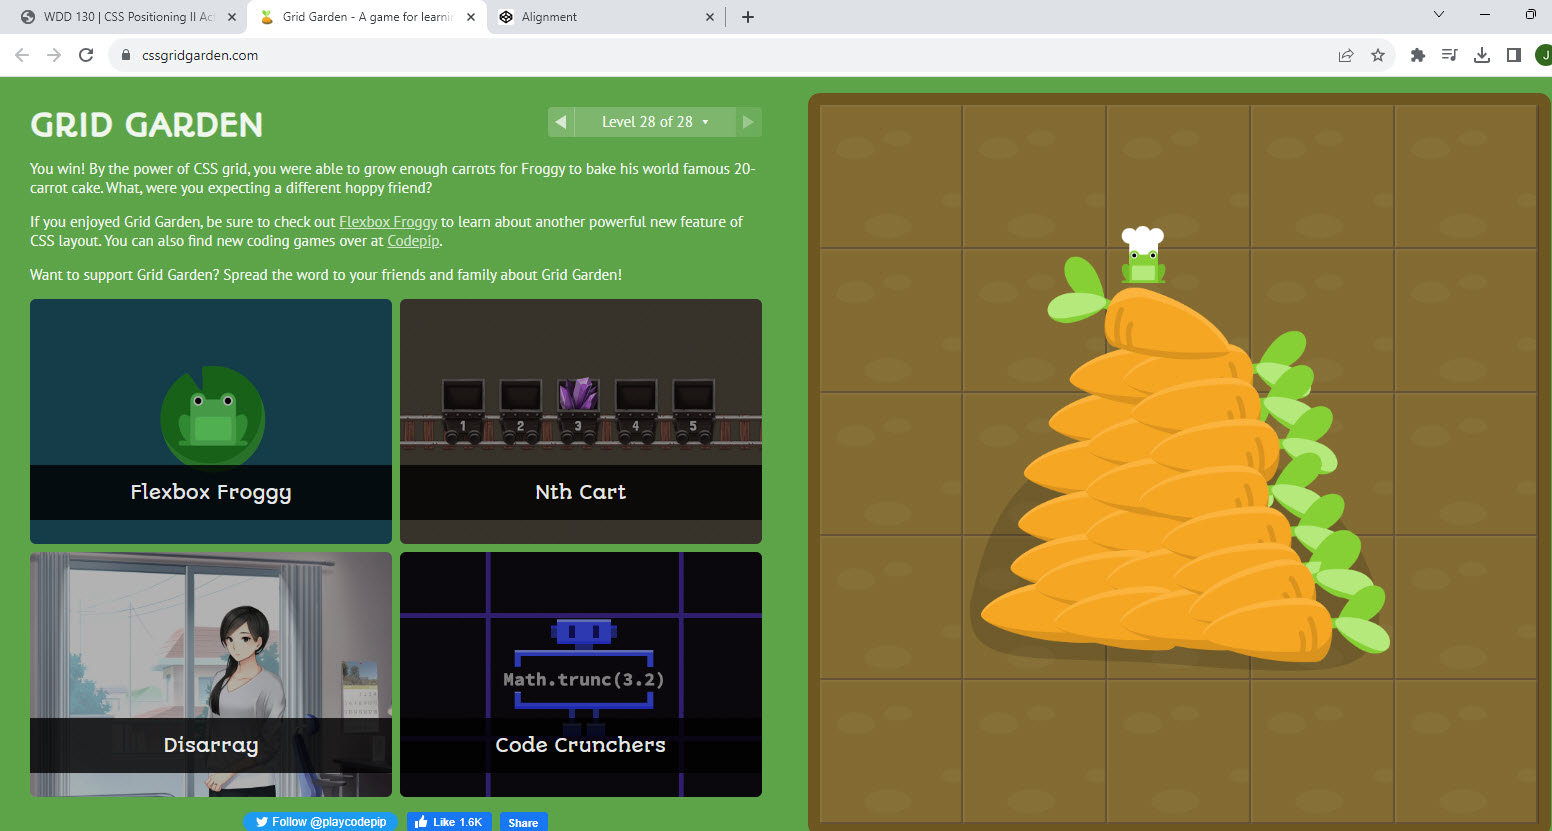 WDD 130 | CSS Positioning II Act
Grid Garden - A game for learnin
Alignment
cssgridgarden.com
J
GRID GARDEN
Level 28 of 28
You win! By the power of CSS grid, you were able to grow enough carrots for Froggy to bake his world famous 20-
carrot cake. What, were you expecting a different hoppy friend?
If you enjoyed Grid Garden, be sure to check out Flexbox Froggy to learn about another powerful new feature of
CSS layout. You can also find new coding games over at Codepip.
Want to support Grid Garden? Spread the word to your friends and family about Grid Garden!
1 2 3 4 5
Flexbox Froggy
Nth Cart
Math.trunc(3.2)
Disarray
Code Crunchers
Follow @playcodepip
Like 1.6K
Share